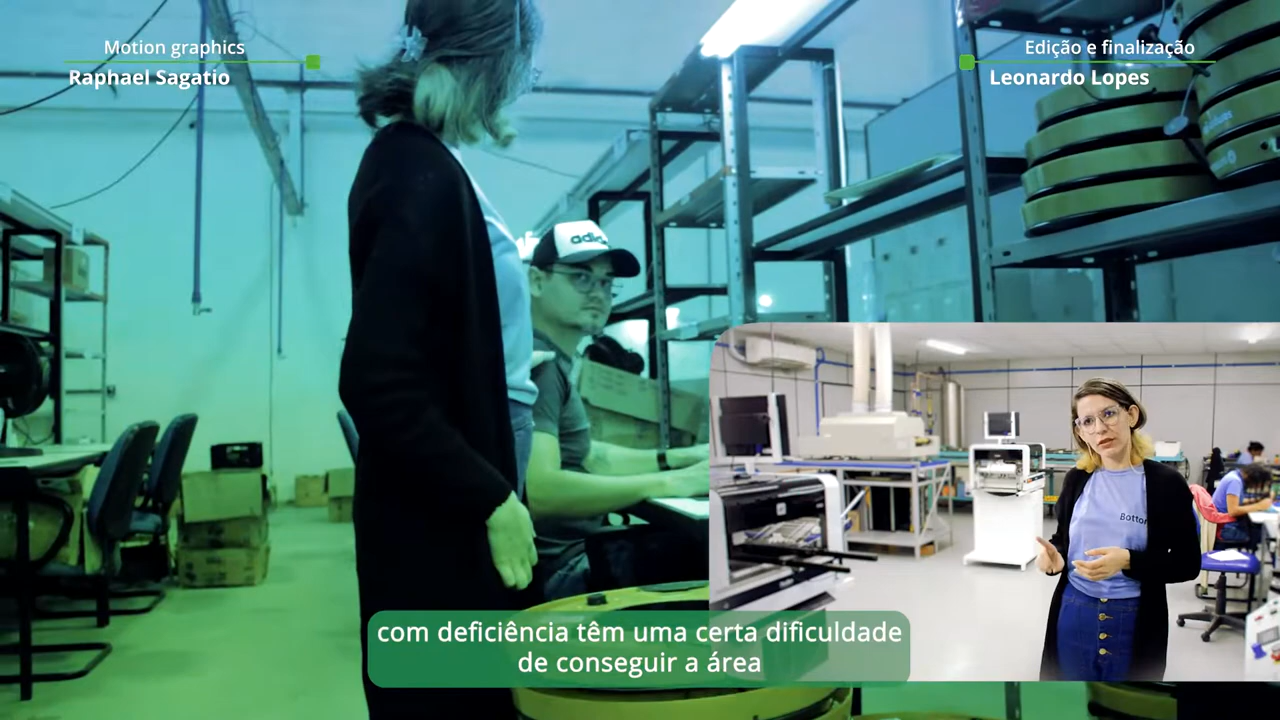 Motion graphics
Raphael Sagatio
Edição e finalização
Leonardo Lopes
com deficiência têm uma certa dificuldade
de conseguir a área